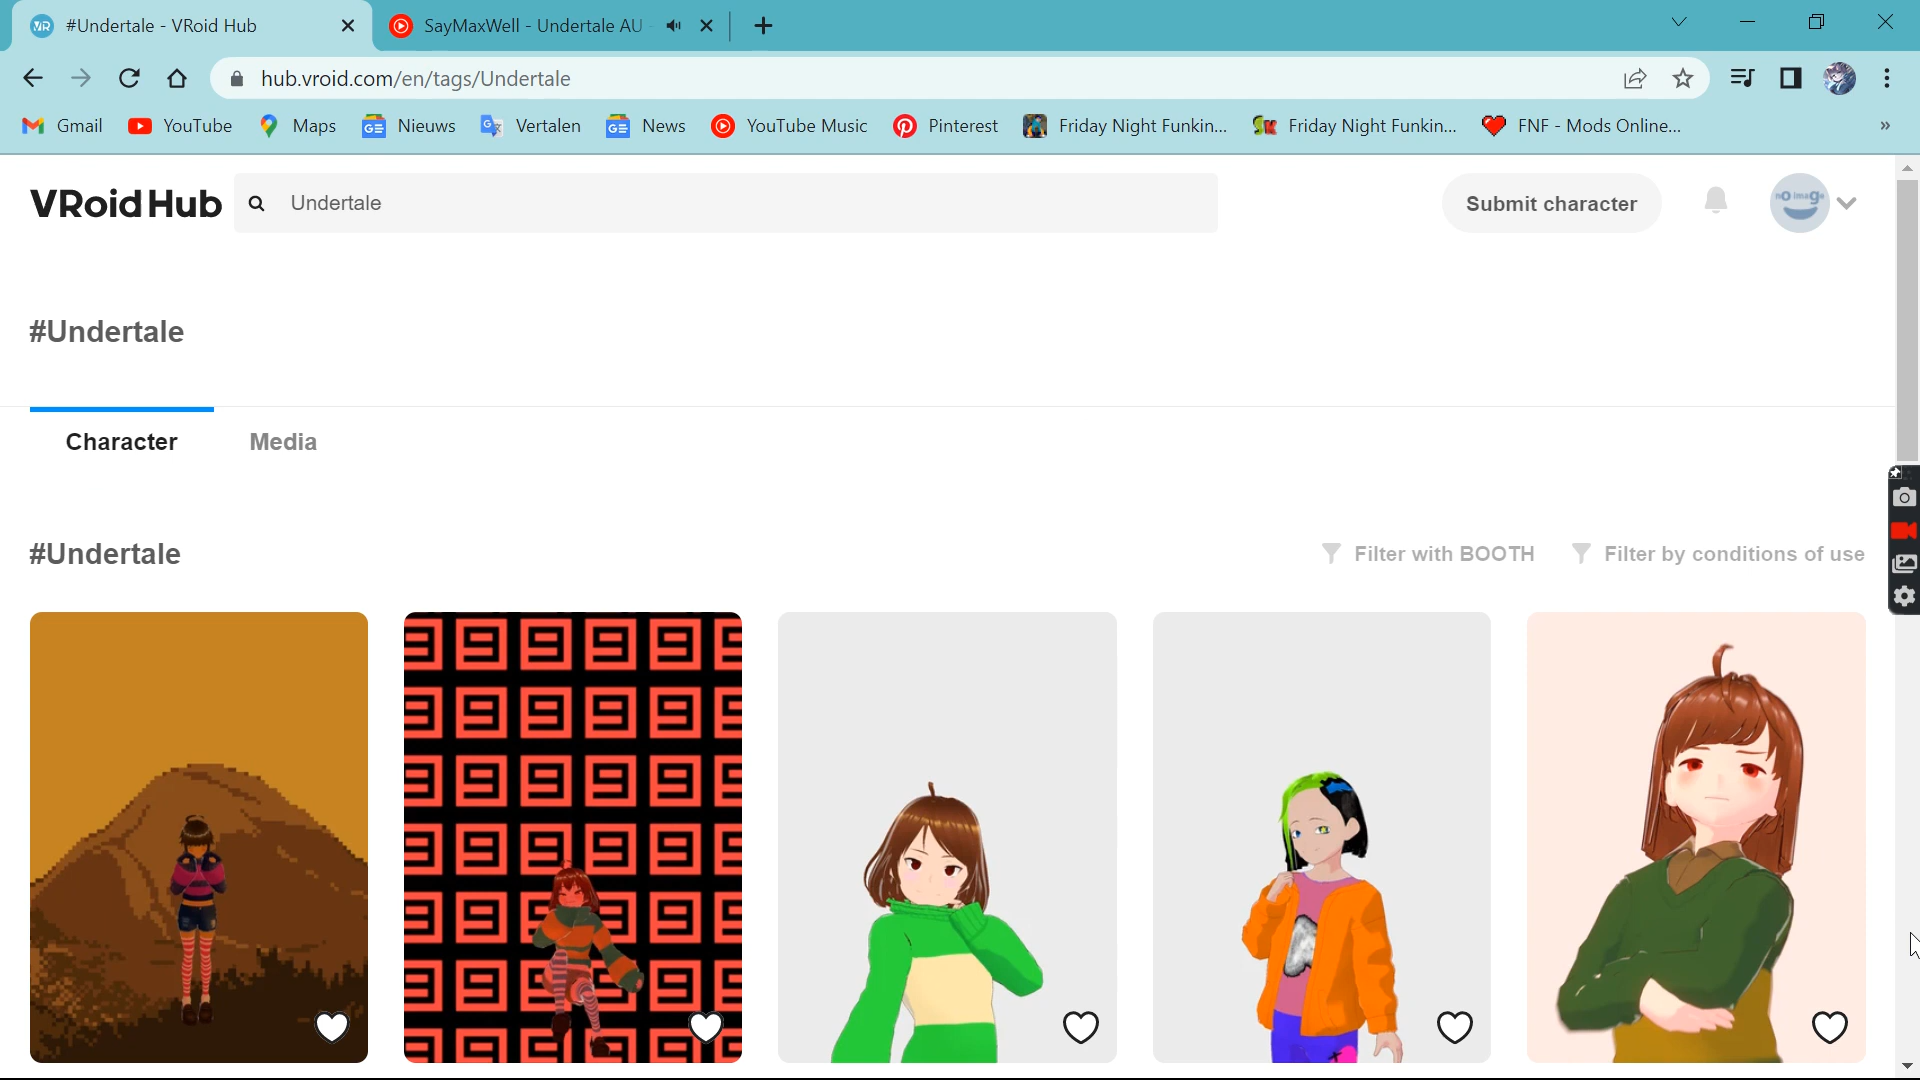 #Undertale - VRoid Hub
SayMaxWell - Undertale AU
hub.vroid.com/en/tags/Undertale
Gmail YouTube Maps Nieuws Vertalen News YouTube Music Pinterest Friday Night Funkin... Friday Night Funkin... FNF - Mods Online... »
VRoid Hub Undertale Submit character no image
#Undertale
Character Media
#Undertale Filter with BOOTH Filter by conditions of use